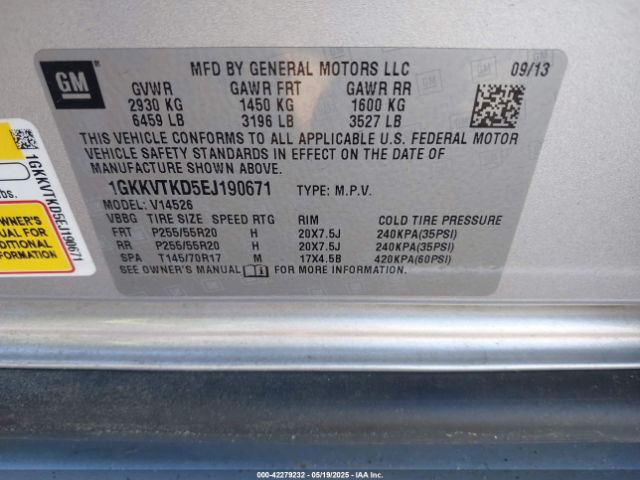 GM
MFD BY GENERAL MOTORS LLC 09/13
GVWR GAWR FRT GAWR RR
2930 KG 1450 KG 1600 KG
6459 LB 3196 LB 3527 LB
THIS VEHICLE CONFORMS TO ALL APPLICABLE U.S. FEDERAL MOTOR
VEHICLE SAFETY STANDARDS IN EFFECT ON THE DATE OF
MANUFACTURE SHOWN ABOVE.
1GKKVTKD5EJ190671 TYPE: M.P.V.
MODEL: V14526
VBBG TIRE SIZE SPEED RTG RIM COLD TIRE PRESSURE
FRT P255/55R20 H 20X7.5J 240KPA(35PSI)
RR P255/55R20 H 20X7.5J 240KPA(35PSI)
SPA T145/70R17 M 17X4.5B 420KPA(60PSI)
SEE OWNER'S MANUAL FOR MORE INFORMATION.
1GKKVTKD5EJ190671
lbs.
OWNER'S
MANUAL FOR
ADDITIONAL
INFORMATION
000-42279232 - 05/19/2025 - IAA Holdings, LLC.